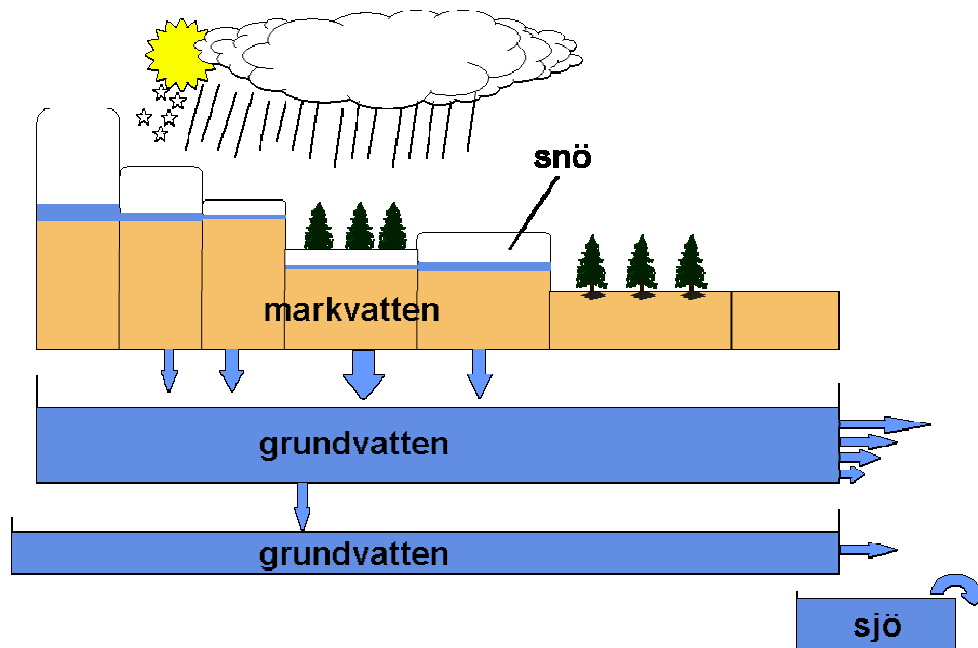 snö
markvatten
grundvatten
grundvatten
sjö